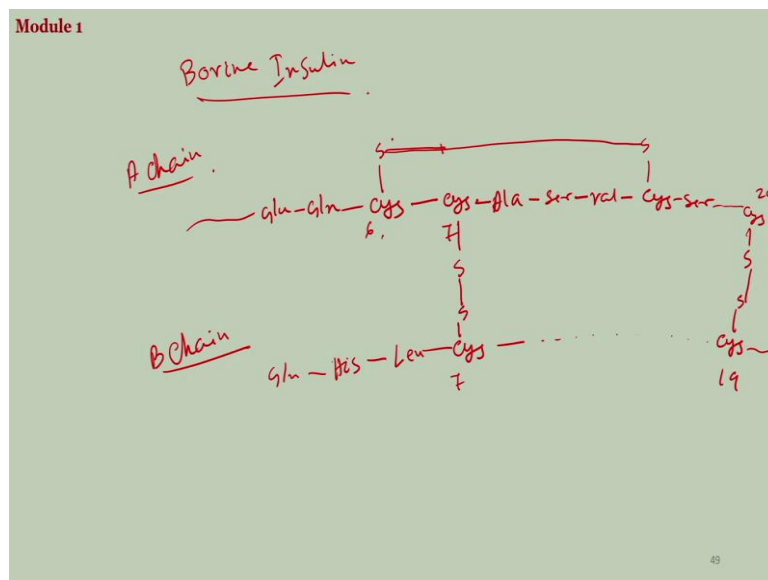 Module 1
Bovine Insulin
A chain
S S
Glu-Gln-Cys-Cys-Ala-Ser-Val-Cys-Ser-Cys 20
6 7
S S
S S
B Chain
Gln-His-Leu-Cys- Cys-
7 19
49